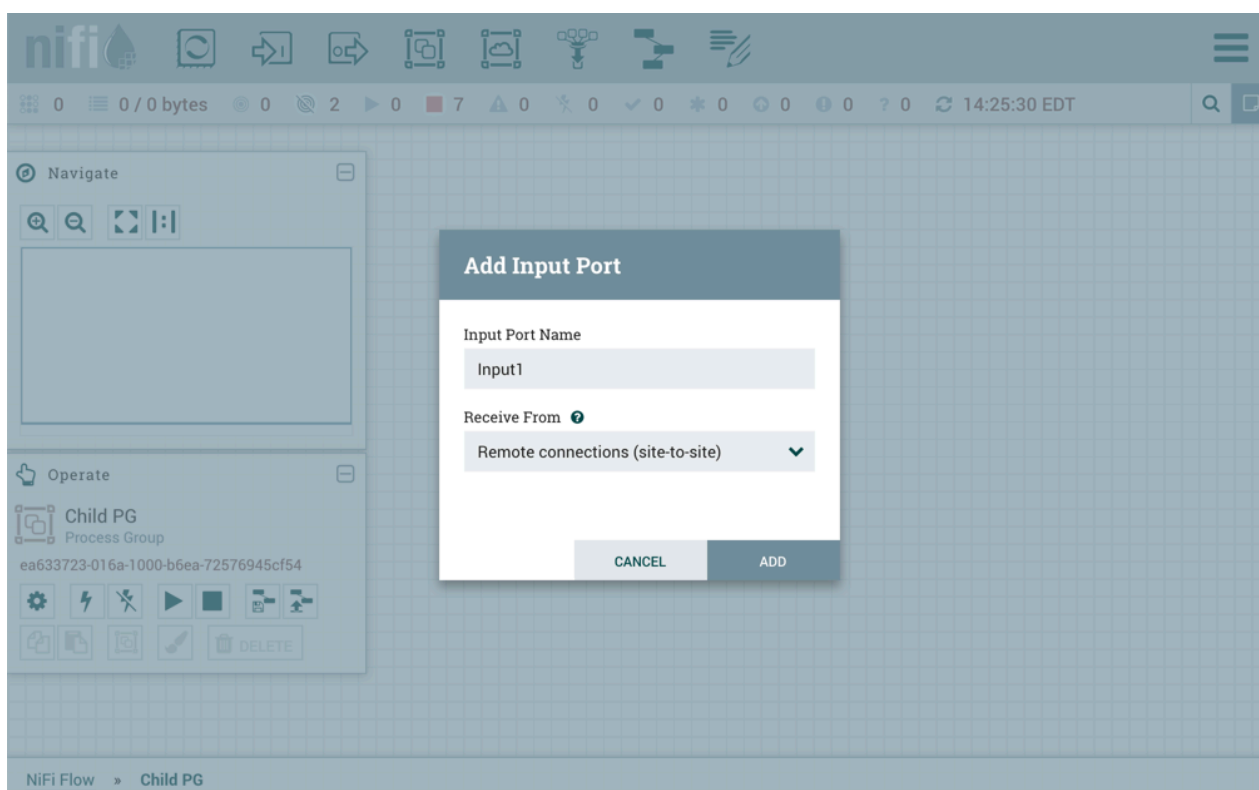 nifi
0 0 / 0 bytes 0 2 0 7 0 0 0 0 0 0 ? 0 14:25:30 EDT
Navigate
Add Input Port
Input Port Name
Input1
Receive From ?
Remote connections (site-to-site)
CANCEL ADD
Operate
Child PG
Process Group
ea633723-016a-1000-b6ea-72576945cf54
DELETE
NiFi Flow » Child PG